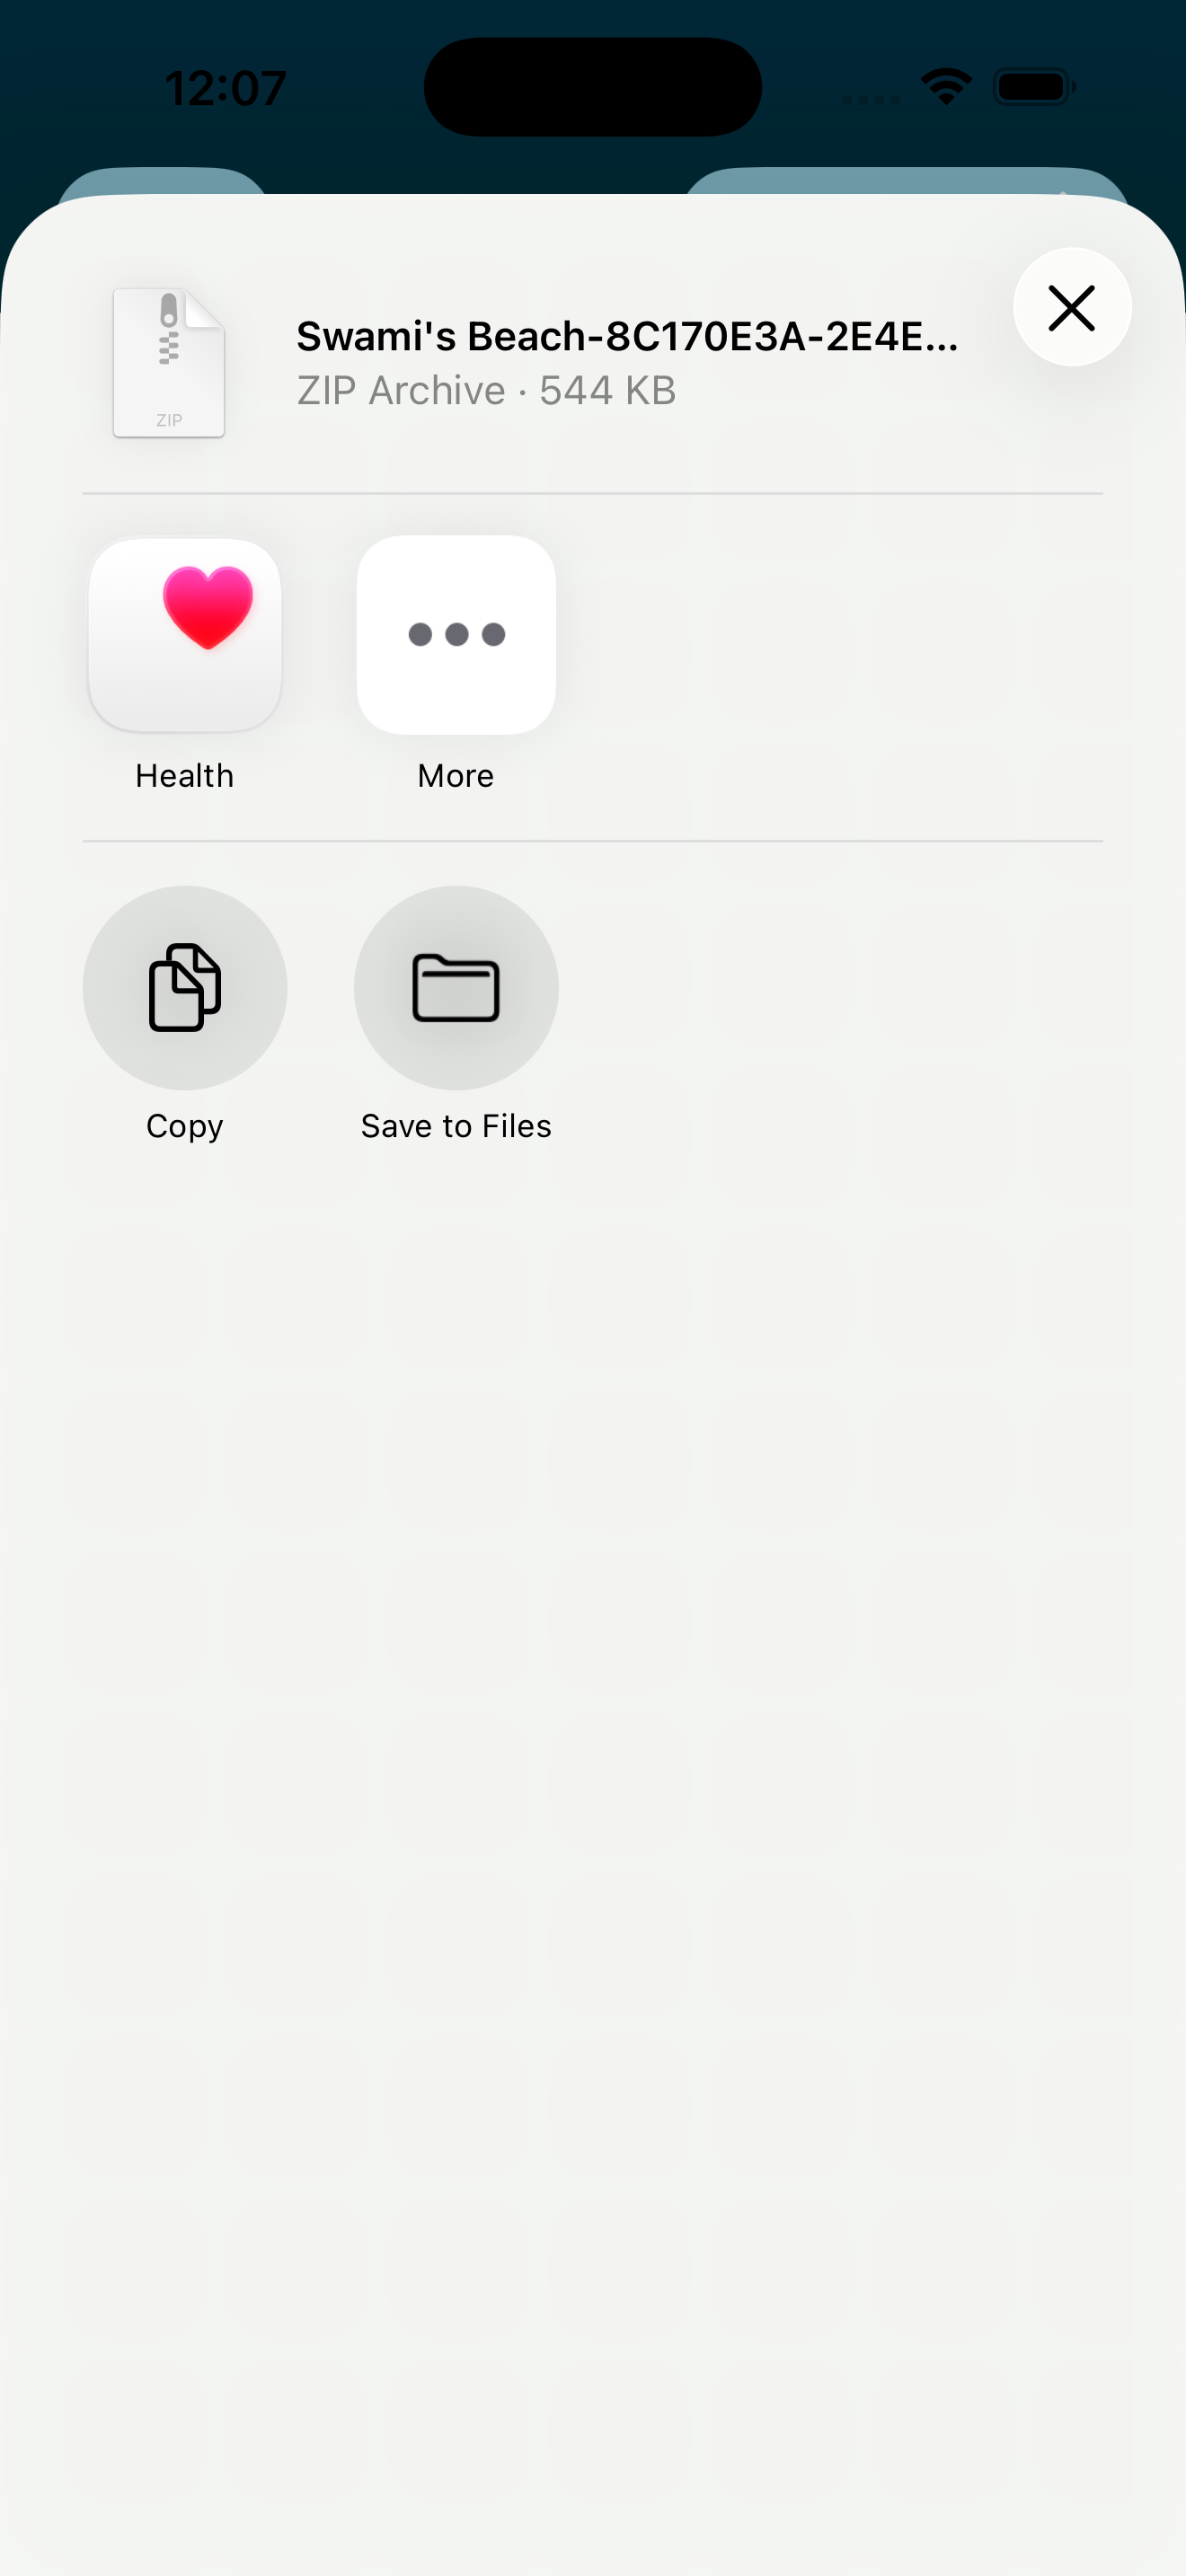 12:07
Swami's Beach-8C170E3A-2E4E...
ZIP Archive · 544 KB
ZIP
Health
More
Copy
Save to Files